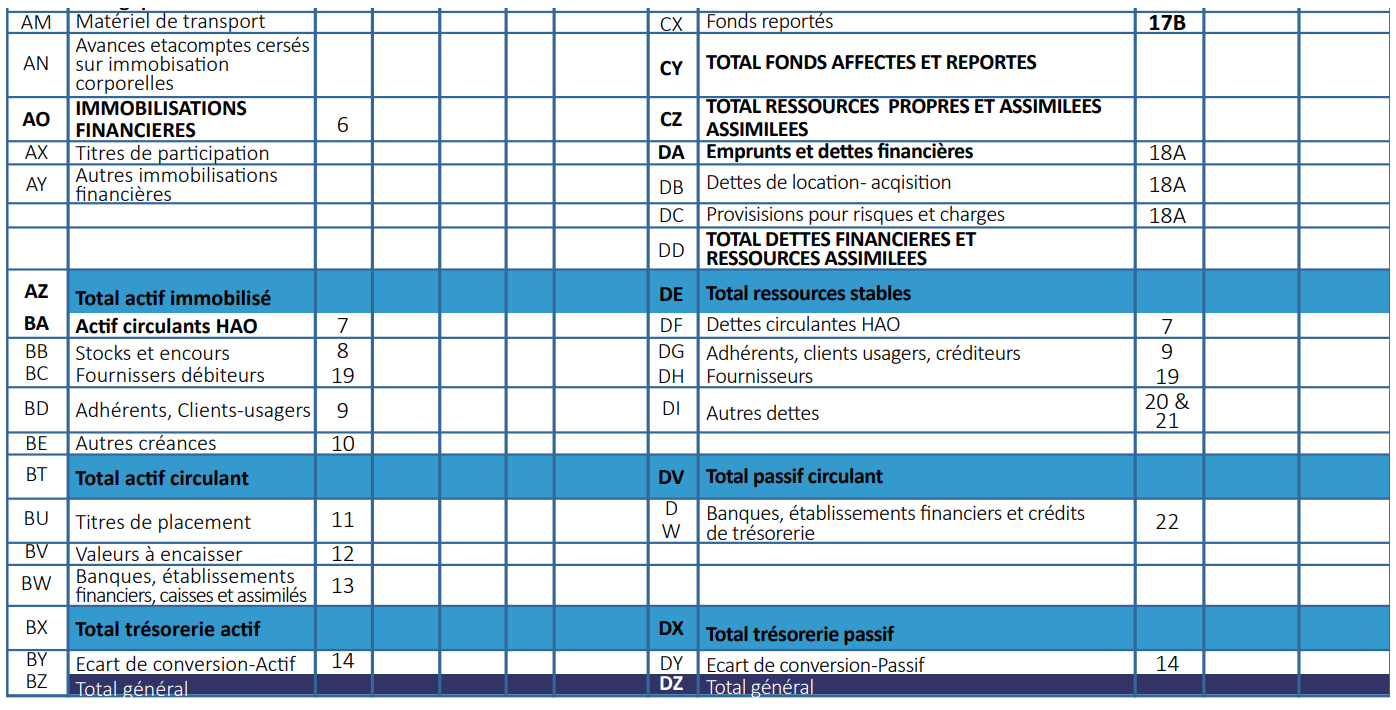 AM Matériel de transport CX Fonds reportés 17B
AN Avances etacomptes cersés
sur immobisation
corporelles
CY TOTAL FONDS AFFECTES ET REPORTES
AO IMMOBILISATIONS
FINANCIERES 6
CZ TOTAL RESSOURCES PROPRES ET ASSIMILEES
ASSIMILEES
AX Titres de participation DA Emprunts et dettes financières 18A
AY Autres immobilisations
financières
DB Dettes de location- acqisition 18A
DC Provisisions pour risques et charges 18A
DD TOTAL DETTES FINANCIERES ET
RESSOURCES ASSIMILEES
AZ Total actif immobilisé DE Total ressources stables
BA Actif circulants HAO 7 DF Dettes circulantes HAO 7
BB Stocks et encours 8 DG Adhérents, clients usagers, créditeurs 9
BC Fournissers débiteurs 19 DH Fournisseurs 19
BD Adhérents, Clients-usagers 9 DI Autres dettes 20 &
21
BE Autres créances 10
BT Total actif circulant DV Total passif circulant
BU Titres de placement 11 D
W Banques, établissements financiers et crédits
de trésorerie 22
BV Valeurs à encaisser 12
BW Banques, établissements
financiers, caisses et assimilés 13
BX Total trésorerie actif DX Total trésorerie passif
BY Ecart de conversion-Actif 14 DY Ecart de conversion-Passif 14
BZ Total général DZ Total général